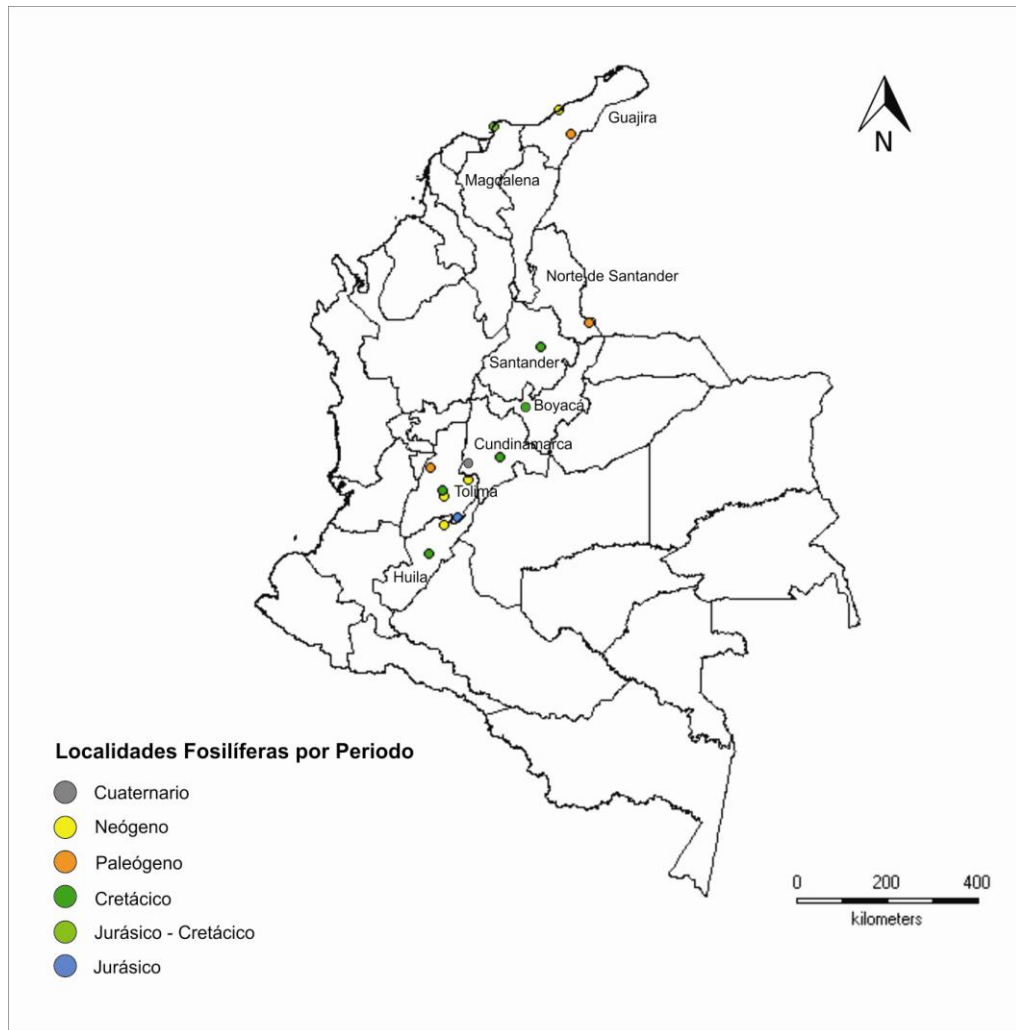 Guajira
N
Magdalena
Norte de Santander
Santander
Boyacá
Cundinamarca
Tolima
Huila
Localidades Fosilíferas por Periodo
Cuaternario
Neógeno
Paleógeno
Cretácico
Jurásico - Cretácico
Jurásico
0 200 400
kilometers